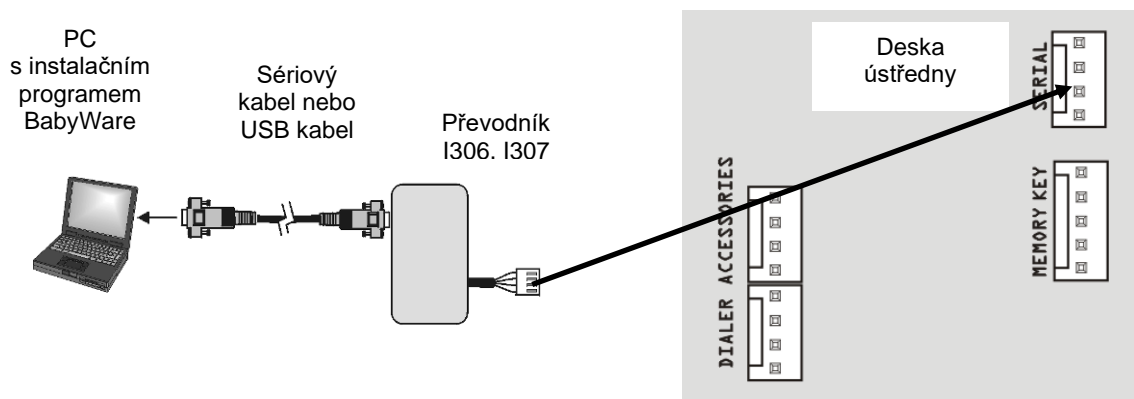 PC
s instalačním
programem
BabyWare
Sériový
kabel nebo
USB kabel
Převodník
I306, I307
Deska
ústředny
SERIAL
MEMORY KEY
ACCESSORIES
DIALER